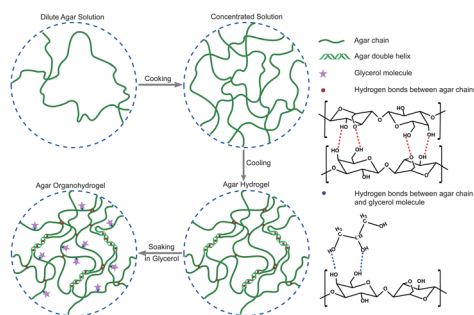 Dilute Agar Solution
Concentrated Solution
Cooking
Cooling
Agar Organohydrogel
Agar Hydrogel
Soaking
in Glycerol
Agar chain
Agar double helix
Glycerol molecule
Hydrogen bonds between agar chains
Hydrogen bonds between agar chain
and glycerol molecule